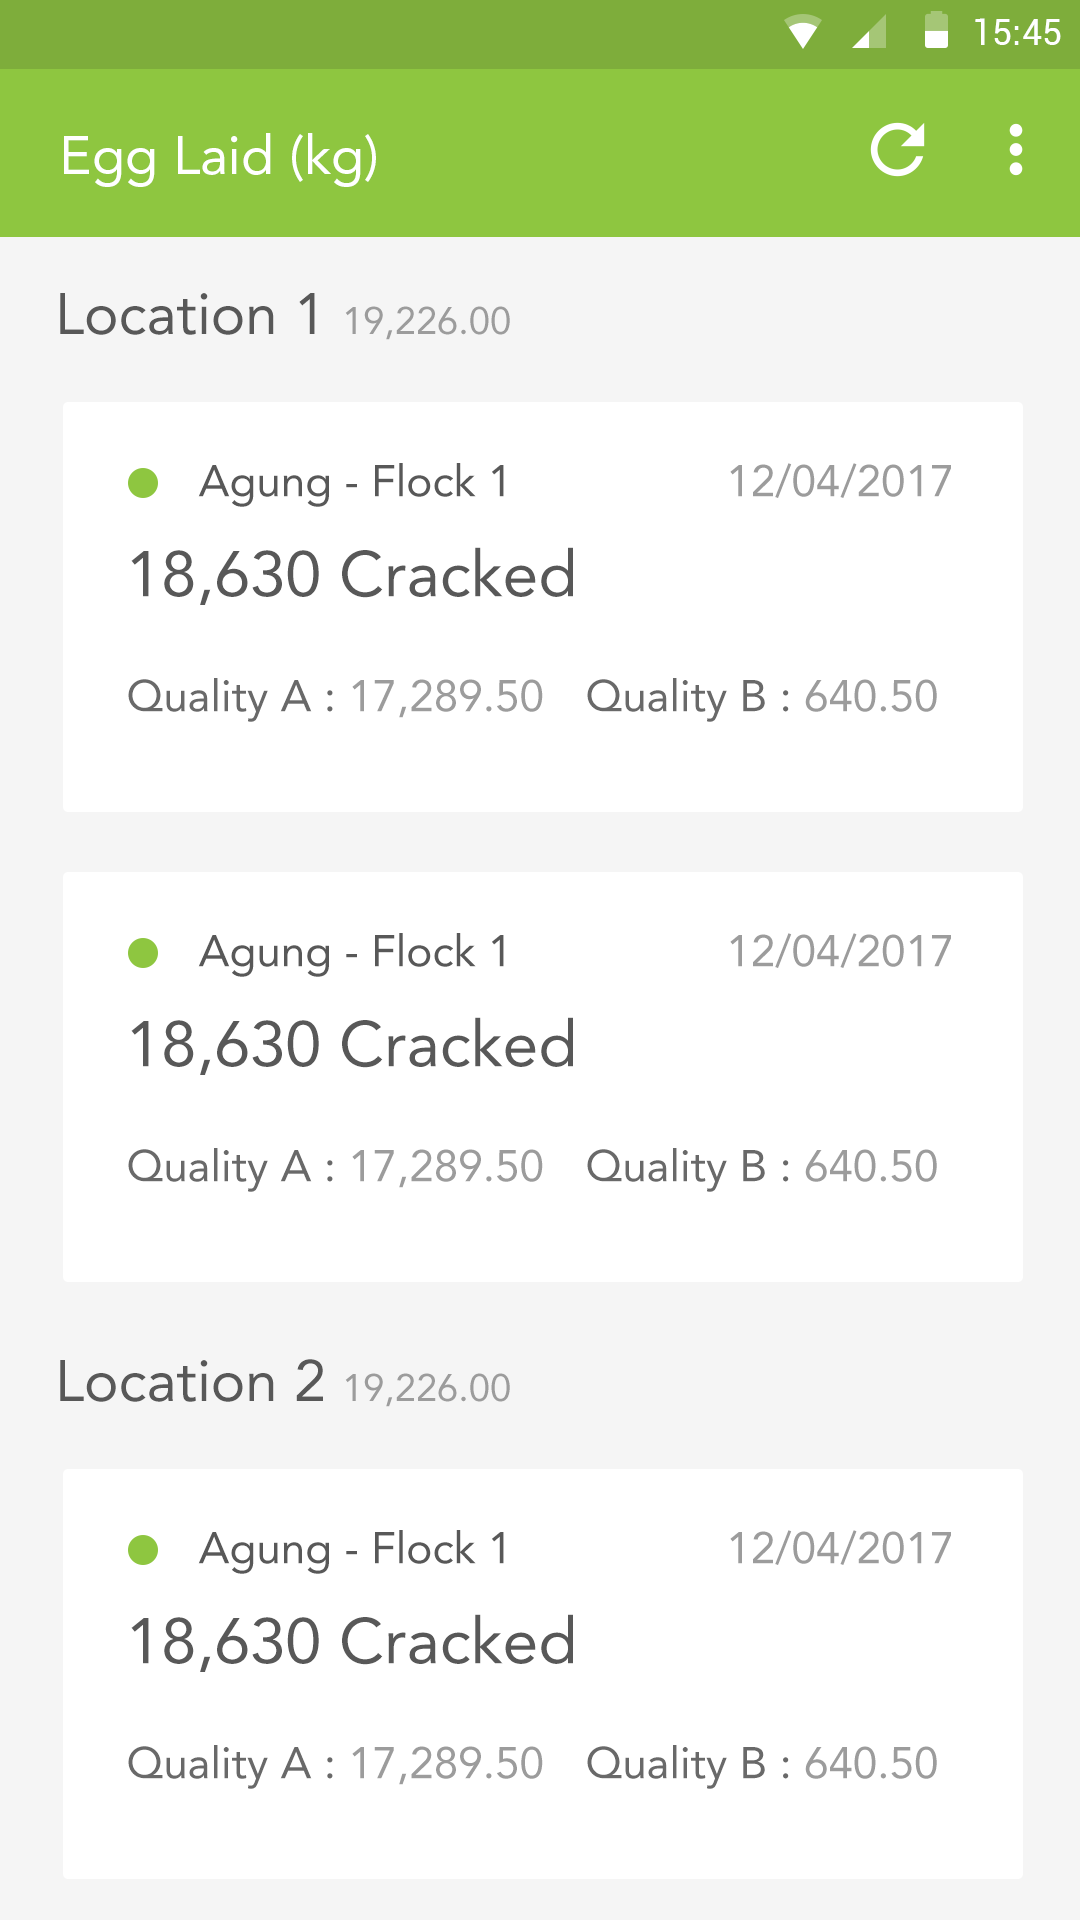 15:45
Egg Laid (kg)
Location 1 19,226.00
Agung - Flock 1 12/04/2017
18,630 Cracked
Quality A : 17,289.50 Quality B : 640.50
Agung - Flock 1 12/04/2017
18,630 Cracked
Quality A : 17,289.50 Quality B : 640.50
Location 2 19,226.00
Agung - Flock 1 12/04/2017
18,630 Cracked
Quality A : 17,289.50 Quality B : 640.50